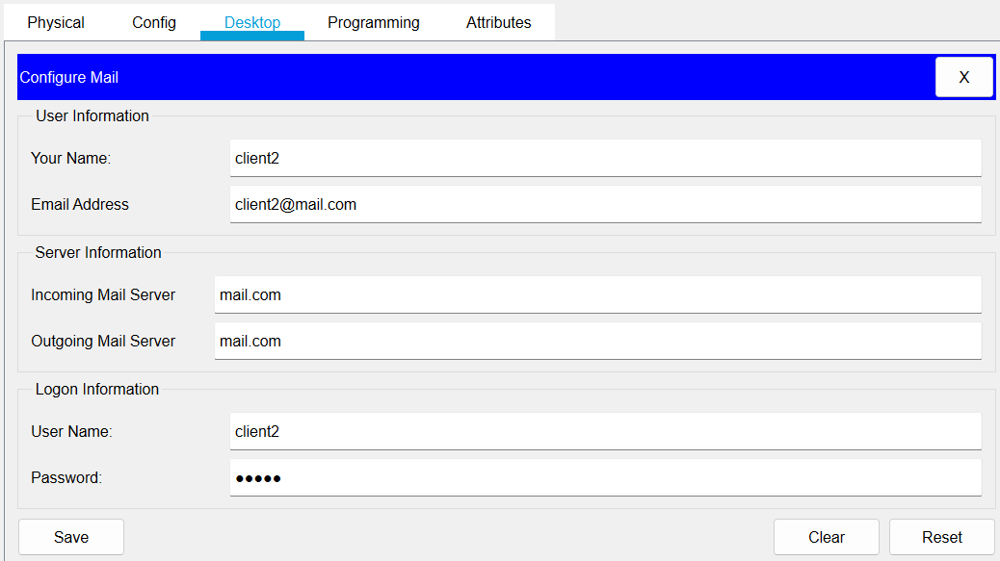 Physical Config Desktop Programming Attributes
Configure Mail X
User Information
Your Name: client2
Email Address client2@mail.com
Server Information
Incoming Mail Server mail.com
Outgoing Mail Server mail.com
Logon Information
User Name: client2
Password: ●●●●●
Save Clear Reset